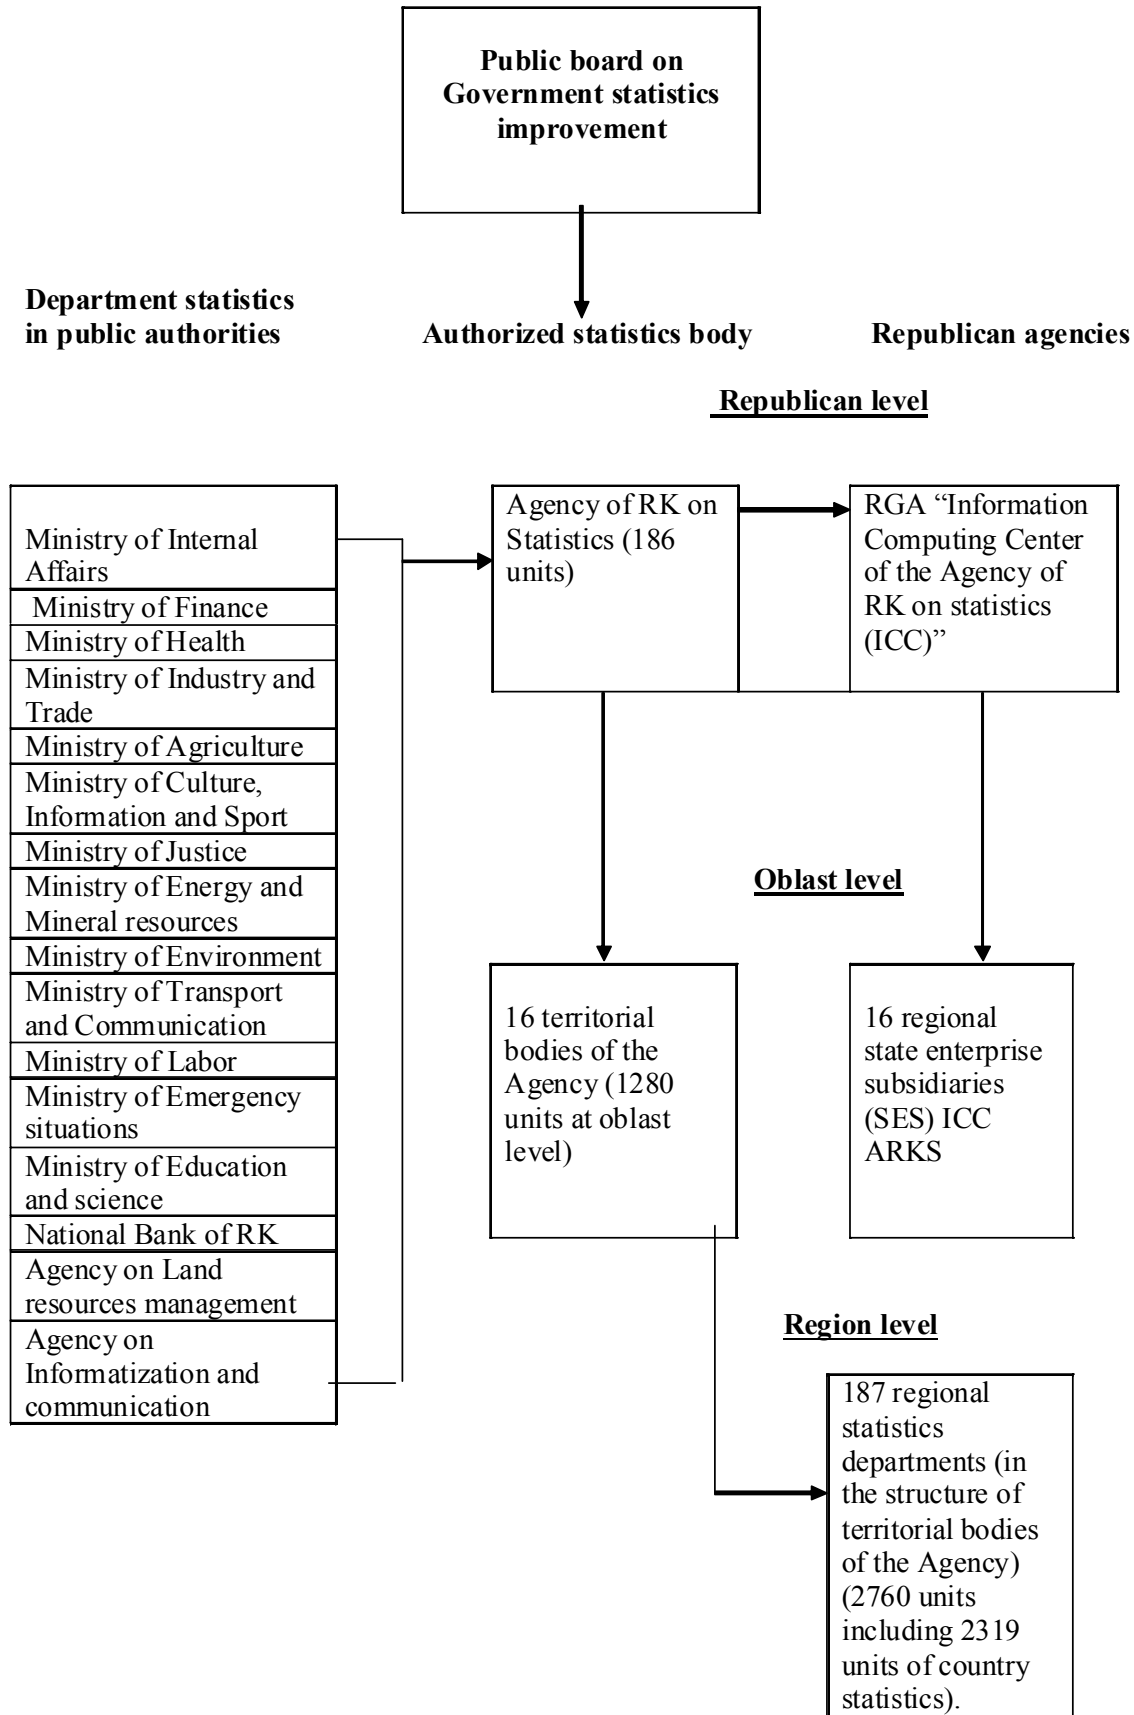 Public board on
Government statistics
improvement
Department statistics
in public authorities
Authorized statistics body
Republican agencies
Republican level
Ministry of Internal
Affairs
Ministry of Finance
Ministry of Health
Ministry of Industry and
Trade
Ministry of Agriculture
Ministry of Culture,
Information and Sport
Ministry of Justice
Ministry of Energy and
Mineral resources
Ministry of Environment
Ministry of Transport
and Communication
Ministry of Labor
Ministry of Emergency
situations
Ministry of Education
and science
National Bank of RK
Agency on Land
resources management
Agency on
Informatization and
communication
Agency of RK on
Statistics (186
units)
RGA “Information
Computing Center
of the Agency of
RK on statistics
(ICC)”
Oblast level
16 territorial
bodies of the
Agency (1280
units at oblast
level)
16 regional
state enterprise
subsidiaries
(SES) ICC
ARKS
Region level
187 regional
statistics
departments (in
the structure of
territorial bodies
of the Agency)
(2760 units
including 2319
units of country
statistics).